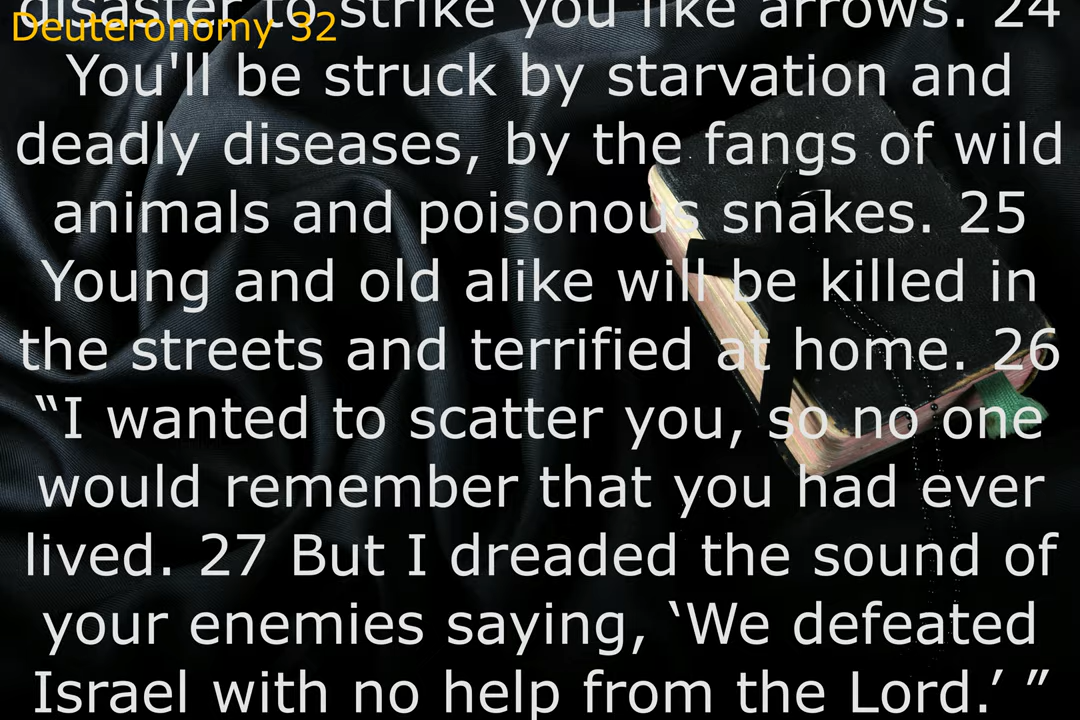 disaster to strike you like arrows. 24
Deuteronomy 32
You'll be struck by starvation and
deadly diseases, by the fangs of wild
animals and poisonous snakes. 25
Young and old alike will be killed in
the streets and terrified at home. 26
“I wanted to scatter you, so no one
would remember that you had ever
lived. 27 But I dreaded the sound of
your enemies saying, ‘We defeated
Israel with no help from the Lord.’ ”